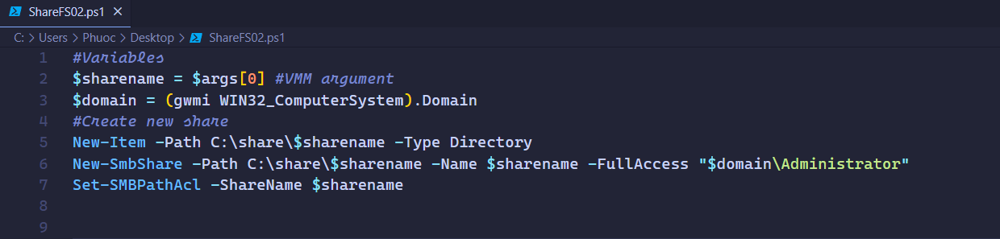 ShareFS02.ps1 ×
C: > Users > Phuoc > Desktop > ShareFS02.ps1
1 #Variables
2 $sharename = $args[0] #VMM argument
3 $domain = (gwmi WIN32_ComputerSystem).Domain
4 #Create new share
5 New-Item -Path C:\share\$sharename -Type Directory
6 New-SmbShare -Path C:\share\$sharename -Name $sharename -FullAccess "$domain\Administrator"
7 Set-SMBPathAcl -ShareName $sharename
8
9